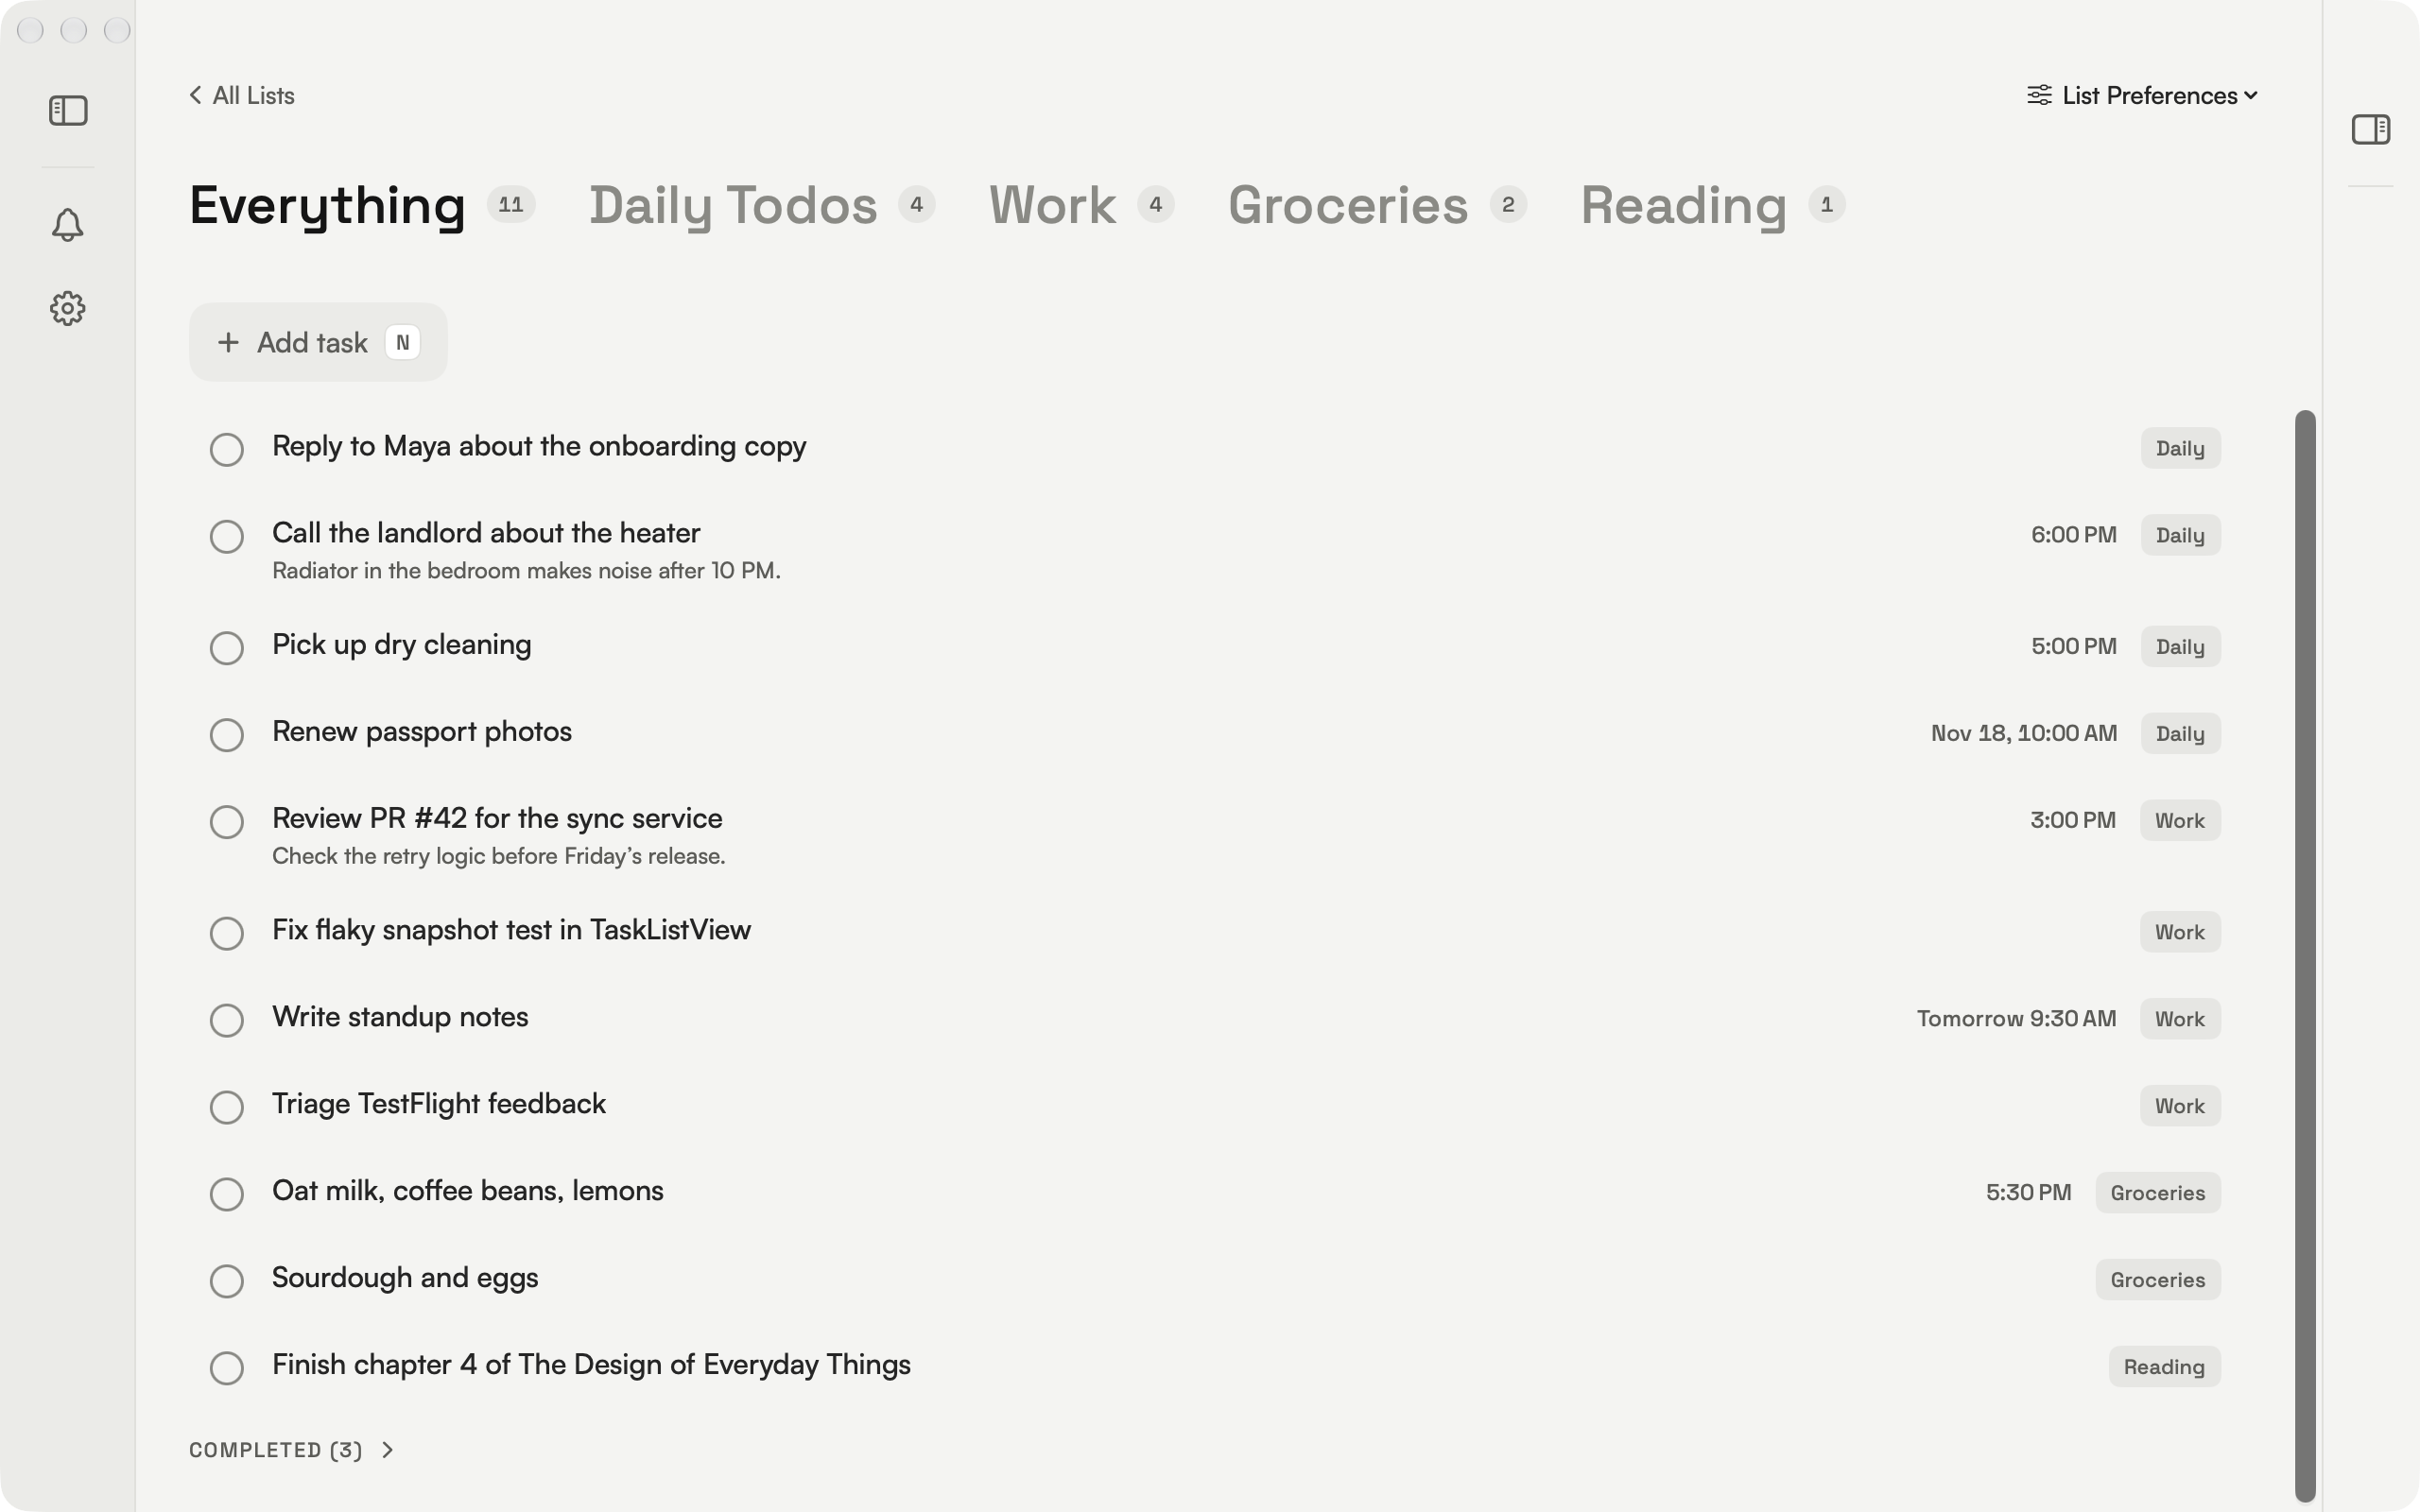 All Lists
List Preferences
Everything 11 Daily Todos 4 Work 4 Groceries 2 Reading 1
+ Add task N
Reply to Maya about the onboarding copy Daily
Call the landlord about the heater 6:00 PM Daily
Radiator in the bedroom makes noise after 10 PM.
Pick up dry cleaning 5:00 PM Daily
Renew passport photos Nov 18, 10:00 AM Daily
Review PR #42 for the sync service 3:00 PM Work
Check the retry logic before Friday’s release.
Fix flaky snapshot test in TaskListView Work
Write standup notes Tomorrow 9:30 AM Work
Triage TestFlight feedback Work
Oat milk, coffee beans, lemons 5:30 PM Groceries
Sourdough and eggs Groceries
Finish chapter 4 of The Design of Everyday Things Reading
COMPLETED (3)